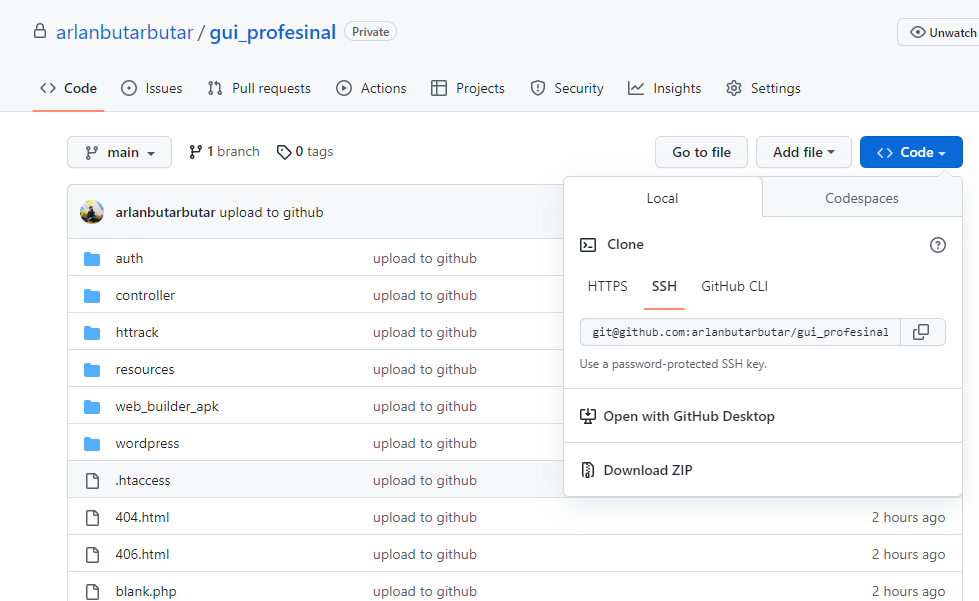 arlanbutarbutar / gui_profesinal Private
Unwatch
Code Issues Pull requests Actions Projects Security Insights Settings
main 1 branch 0 tags Go to file Add file Code
arlanbutarbutar upload to github
Local Codespaces
Clone
HTTPS SSH GitHub CLI
git@github.com:arlanbutarbutar/gui_profesinal
Use a password-protected SSH key.
Open with GitHub Desktop
Download ZIP
auth upload to github
controller upload to github
httrack upload to github
resources upload to github
web_builder_apk upload to github
wordpress upload to github
.htaccess upload to github
404.html upload to github 2 hours ago
406.html upload to github 2 hours ago
blank.php upload to github 2 hours ago